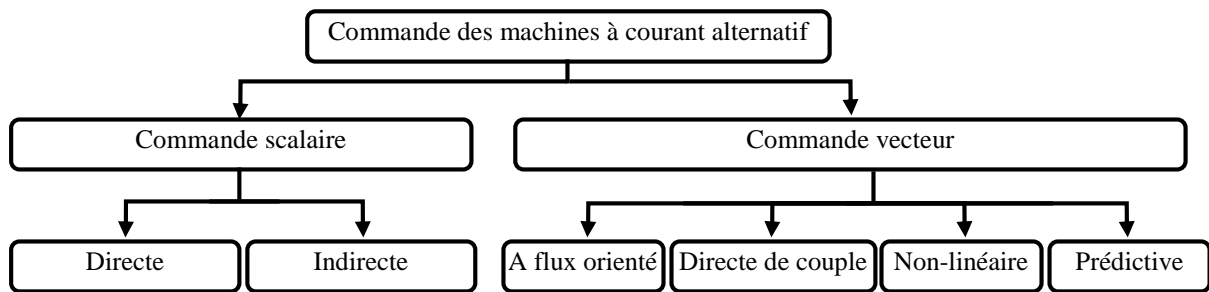 Commande des machines à courant alternatif
Commande scalaire
Commande vecteur
Directe
Indirecte
A flux orienté
Directe de couple
Non-linéaire
Prédictive